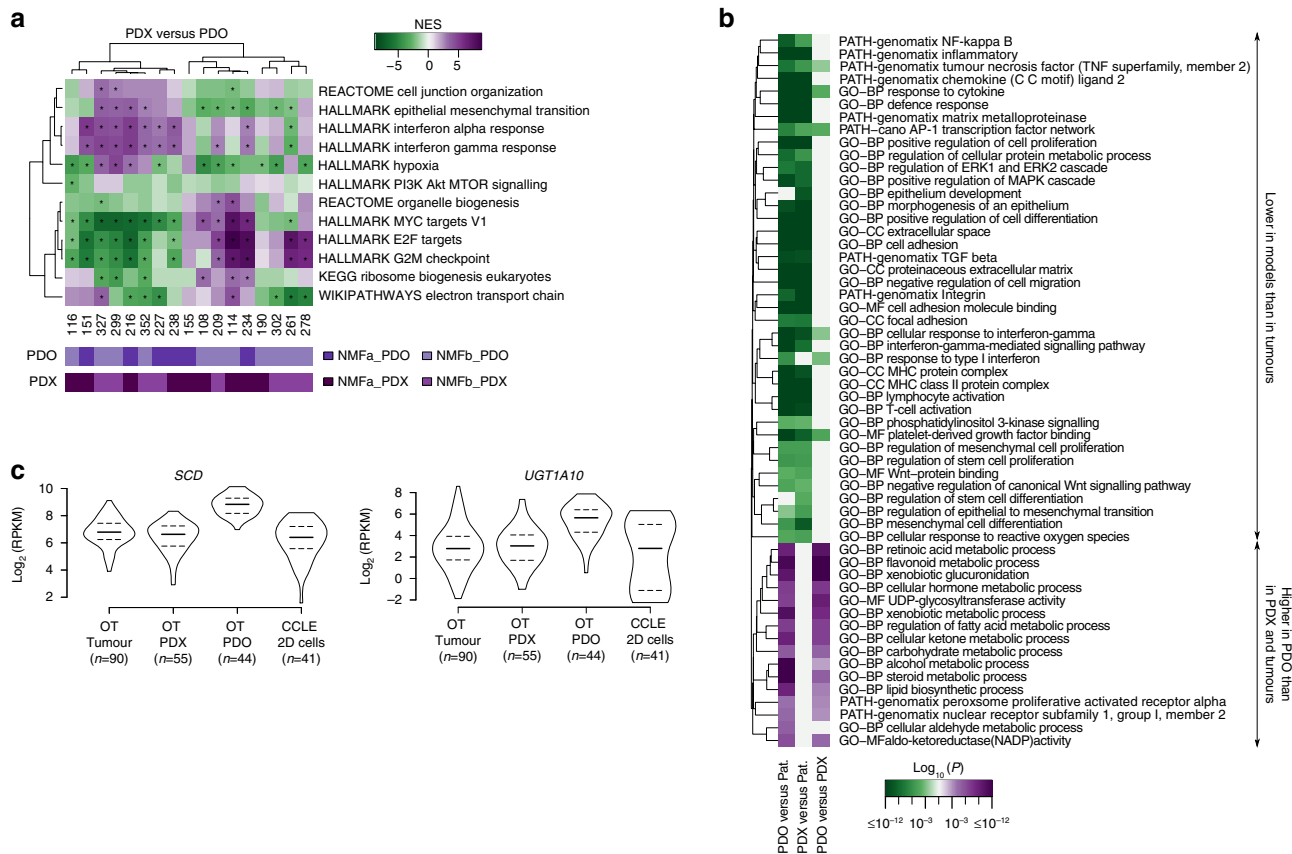 a
PDX versus PDO
NES
−5 0 5
REACTOME cell junction organization
HALLMARK epithelial mesenchymal transition
HALLMARK interferon alpha response
HALLMARK interferon gamma response
HALLMARK hypoxia
HALLMARK PI3K Akt MTOR signalling
REACTOME organelle biogenesis
HALLMARK MYC targets V1
HALLMARK E2F targets
HALLMARK G2M checkpoint
KEGG ribosome biogenesis eukaryotes
WIKIPATHWAYS electron transport chain
116 151 327 299 216 352 227 238 155 108 209 114 234 190 302 261 278
PDO
NMFa_PDO NMFb_PDO
PDX
NMFa_PDX NMFb_PDX
b
PATH-genomatix NF-kappa B
PATH-genomatix inflammatory
PATH-genomatix tumour necrosis factor (TNF superfamily, member 2)
PATH-genomatix chemokine (C C motif) ligand 2
GO−BP response to cytokine
GO−BP defence response
PATH-genomatix matrix metalloproteinase
PATH−cano AP-1 transcription factor network
GO−BP positive regulation of cell proliferation
GO−BP regulation of cellular protein metabolic process
GO−BP regulation of ERK1 and ERK2 cascade
GO−BP positive regulation of MAPK cascade
GO−BP epithelium development
GO−BP morphogenesis of an epithelium
GO−BP positive regulation of cell differentiation
GO−CC extracellular space
GO−BP cell adhesion
PATH-genomatix TGF beta
GO−CC proteinaceous extracellular matrix
GO−BP negative regulation of cell migration
PATH-genomatix Integrin
GO−MF cell adhesion molecule binding
GO−CC focal adhesion
GO−BP cellular response to interferon-gamma
GO−BP interferon-gamma-mediated signalling pathway
GO−BP response to type I interferon
GO−CC MHC protein complex
GO−CC MHC class II protein complex
GO−BP lymphocyte activation
GO−BP T-cell activation
GO−BP phosphatidylinositol 3-kinase signalling
GO−MF platelet-derived growth factor binding
GO−BP regulation of mesenchymal cell proliferation
GO−BP regulation of stem cell proliferation
GO−MF Wnt−protein binding
GO−BP negative regulation of canonical Wnt signalling pathway
GO−BP regulation of stem cell differentiation
GO−BP regulation of epithelial to mesenchymal transition
GO−BP mesenchymal cell differentiation
GO−BP cellular response to reactive oxygen species
GO−BP retinoic acid metabolic process
GO−BP flavonoid metabolic process
GO−BP xenobiotic glucuronidation
GO−BP cellular hormone metabolic process
GO−MF UDP-glycosyltransferase activity
GO−BP xenobiotic metabolic process
GO−BP regulation of fatty acid metabolic process
GO−BP cellular ketone metabolic process
GO−BP carbohydrate metabolic process
GO−BP alcohol metabolic process
GO−BP steroid metabolic process
GO−BP lipid biosynthetic process
PATH-genomatix peroxsome proliferative activated receptor alpha
PATH-genomatix nuclear receptor subfamily 1, group I, member 2
GO−BP cellular aldehyde metabolic process
GO−MFaldo-ketoreductase(NADP)activity
Lower in models than in
tumours
Higher in PDO than
in PDX and tumours
PDO versus Pat.
PDX versus Pat.
PDO versus PDX
Log10 (P)
≤10−12 10−3 10−3 ≤10−12
c
SCD
Log2 (RPKM)
10
8
6
4
2
OT
Tumour
(n=90)
OT
PDX
(n=55)
OT
PDO
(n=44)
CCLE
2D cells
(n=41)
UGT1A10
Log2 (RPKM)
8
6
4
2
0
−2
OT
Tumour
(n=90)
OT
PDX
(n=55)
OT
PDO
(n=44)
CCLE
2D cells
(n=41)